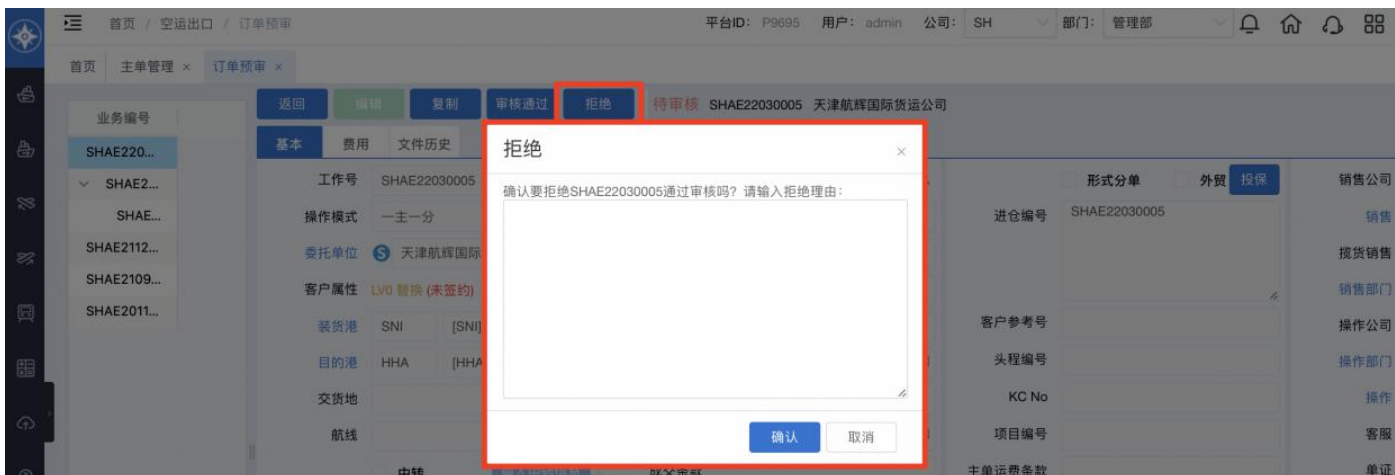 首页 / 空运出口 / 订单预审 平台ID: P9695 用户: admin 公司: SH 部门: 管理部
首页 主单管理 × 订单预审 ×
返回 编辑 复制 审核通过 拒绝 待审核 SHAE22030005 天津航辉国际货运公司
业务编号
SHAE220...
SHAE2...
SHAE...
SHAE2112...
SHAE2109...
SHAE2011...
基本 费用 文件历史
工作号 SHAE22030005
操作模式 一主一分
委托单位 S 天津航辉国际
客户属性 LV0 替换 (未签约)
装货港 SNI [SNI]
目的港 HHA [HHA
交货地
航线
中转
拒绝 ×
确认要拒绝SHAE22030005通过审核吗？请输入拒绝理由：
确认 取消
成交金款
形式分单 外贸 投保
进仓编号 SHAE22030005
客户参考号
头程编号
KC No
项目编号
主单运费条款
销售公司
销售
揽货销售
销售部门
操作公司
操作部门
操作
客服
单证